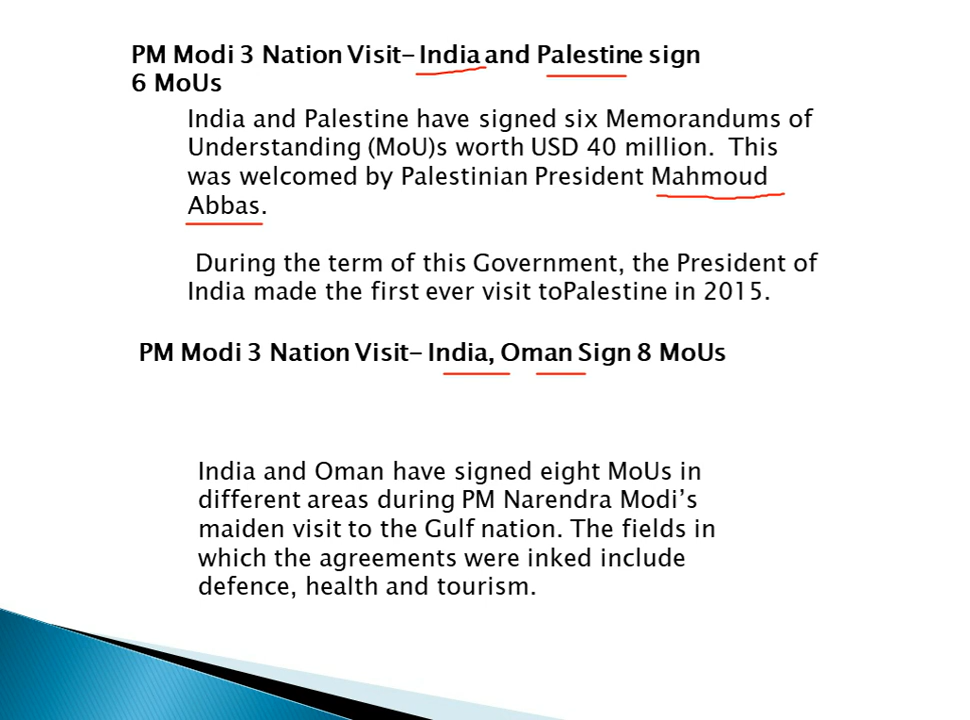 PM Modi 3 Nation Visit- India and Palestine sign
6 MoUs
India and Palestine have signed six Memorandums of
Understanding (MoU)s worth USD 40 million.  This
was welcomed by Palestinian President Mahmoud
Abbas.
During the term of this Government, the President of
India made the first ever visit toPalestine in 2015.
PM Modi 3 Nation Visit- India, Oman Sign 8 MoUs
India and Oman have signed eight MoUs in
different areas during PM Narendra Modi’s
maiden visit to the Gulf nation. The fields in
which the agreements were inked include
defence, health and tourism.